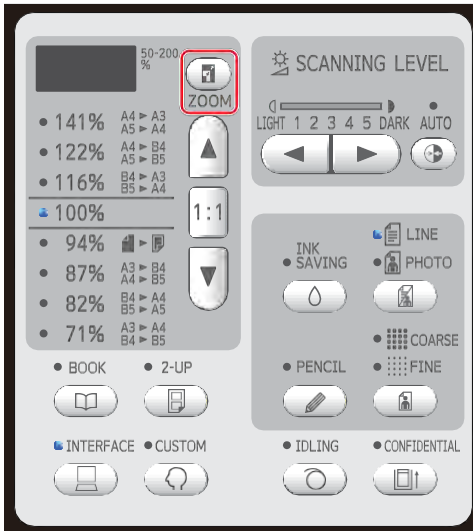 50-200
%
ZOOM
141% A4 ► A3
A5 ► A4
122% A4 ► B4
A5 ► B5
116% B4 ► A3
B5 ► A4
100%
1:1
94%
87% A3 ► B4
A4 ► B5
82% B4 ► A4
B5 ► A5
71% A3 ► A4
B4 ► B5
SCANNING LEVEL
LIGHT 1 2 3 4 5 DARK AUTO
INK
SAVING
LINE
PHOTO
COARSE
PENCIL
FINE
BOOK
2-UP
INTERFACE
CUSTOM
IDLING
CONFIDENTIAL